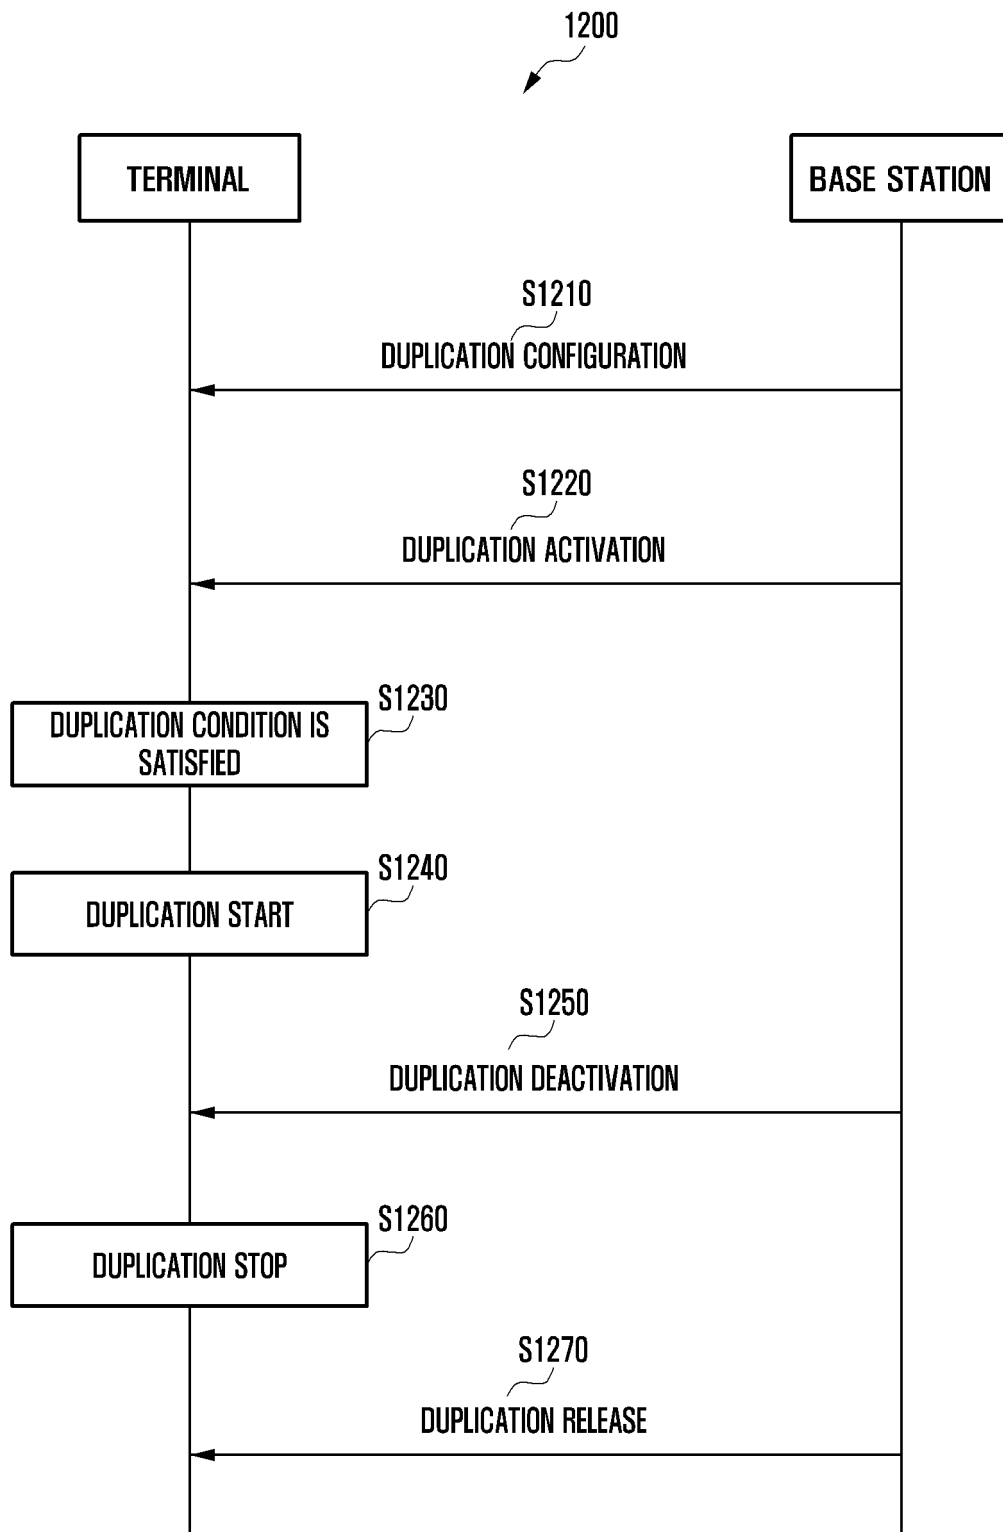 1200
TERMINAL
BASE STATION
S1210
DUPLICATION CONFIGURATION
S1220
DUPLICATION ACTIVATION
S1230
DUPLICATION CONDITION IS
SATISFIED
S1240
DUPLICATION START
S1250
DUPLICATION DEACTIVATION
S1260
DUPLICATION STOP
S1270
DUPLICATION RELEASE